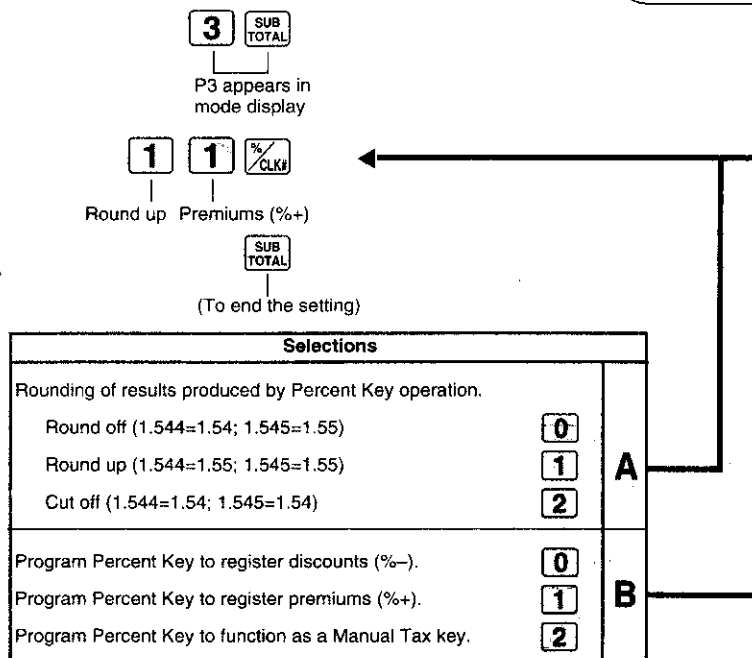 3 SUB TOTAL
P3 appears in
mode display
1 1 %/CLK#
Round up Premiums (%+)
SUB TOTAL
(To end the setting)
Selections
Rounding of results produced by Percent Key operation.
Round off (1.544=1.54; 1.545=1.55) 0
Round up (1.544=1.55; 1.545=1.55) 1
Cut off (1.544=1.54; 1.545=1.54) 2
A
Program Percent Key to register discounts (%–). 0
Program Percent Key to register premiums (%+). 1
Program Percent Key to function as a Manual Tax key. 2
B